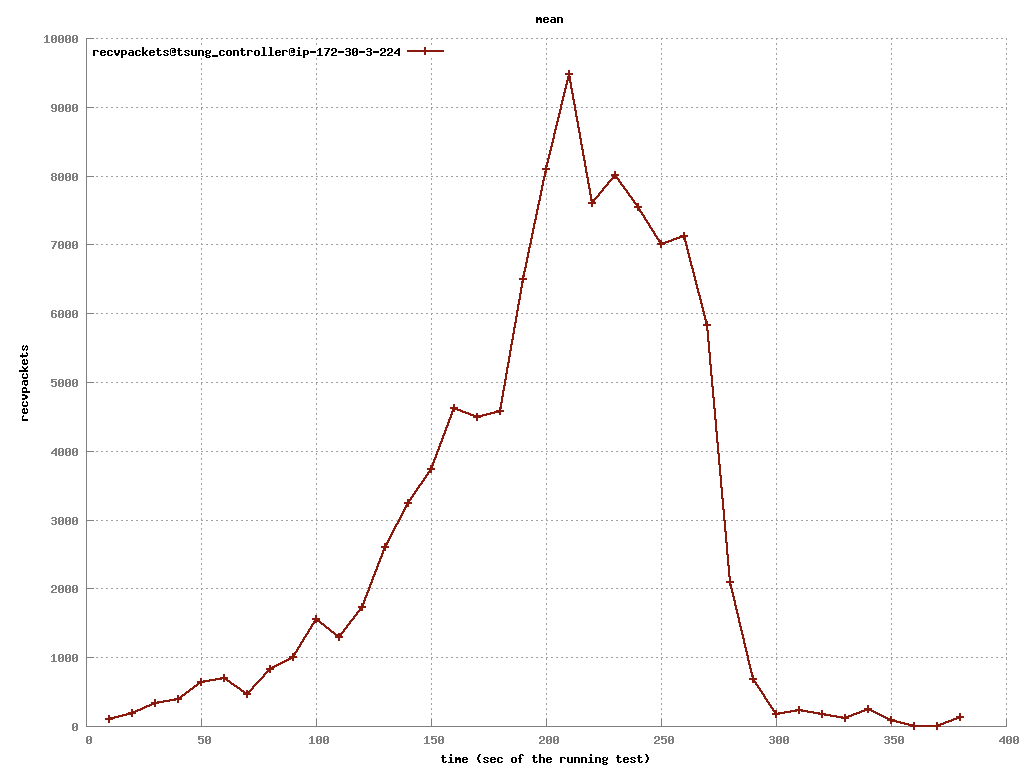 mean
10000
recvpackets@tsung_controller@ip-172-30-3-224
9000
8000
7000
6000
5000
4000
3000
2000
1000
0
recvpackets
0 50 100 150 200 250 300 350 400
time (sec of the running test)